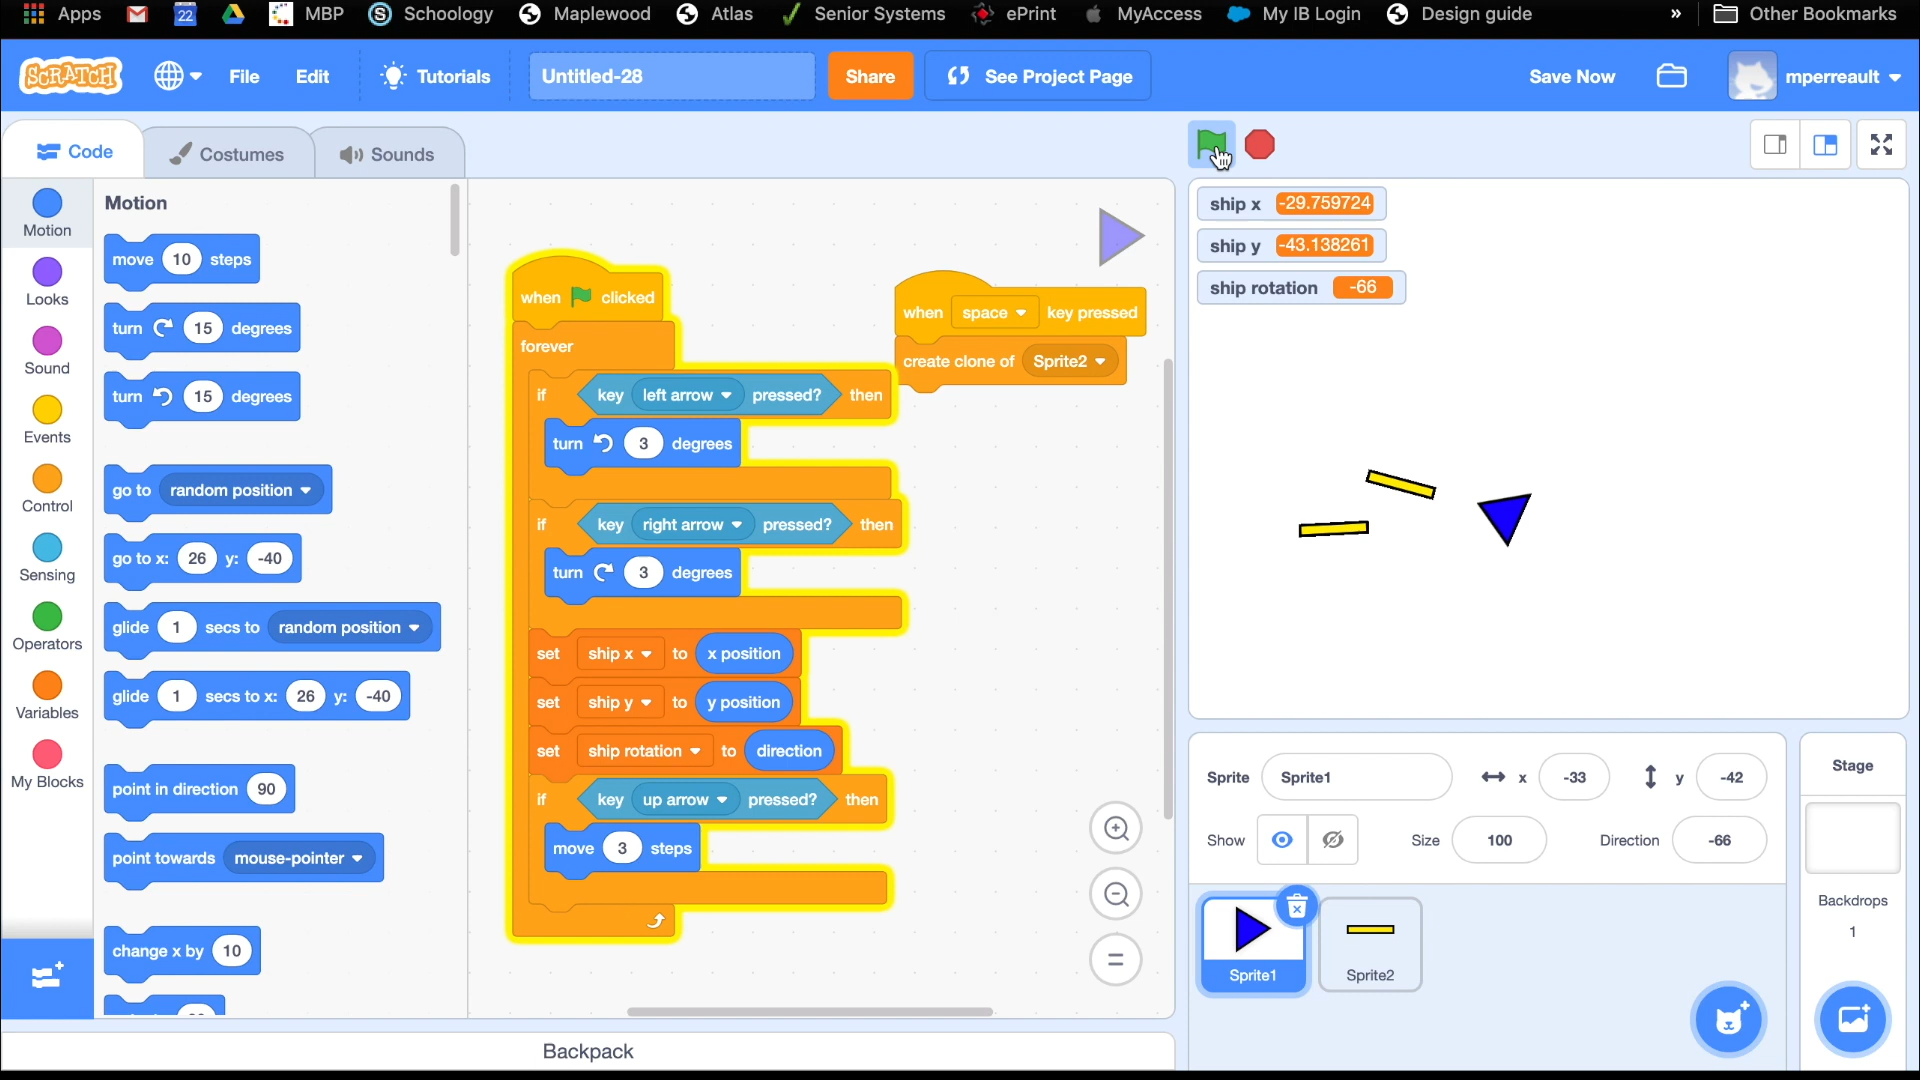 Apps 22 MBP Schoology Maplewood Atlas Senior Systems ePrint MyAccess My IB Login Design guide » Other Bookmarks
SCRATCH File Edit Tutorials Untitled-28 Share See Project Page Save Now mperreault
Code Costumes Sounds
Motion
Looks
Sound
Events
Control
Sensing
Operators
Variables
My Blocks
Motion
move 10 steps
turn 15 degrees
turn 15 degrees
go to random position
go to x: 26 y: -40
glide 1 secs to random position
glide 1 secs to x: 26 y: -40
point in direction 90
point towards mouse-pointer
change x by 10
when clicked
forever
if key left arrow pressed? then
turn 3 degrees
if key right arrow pressed? then
turn 3 degrees
set ship x to x position
set ship y to y position
set ship rotation to direction
if key up arrow pressed? then
move 3 steps
when space key pressed
create clone of Sprite2
Backpack
ship x -29.759724
ship y -43.138261
ship rotation -66
Sprite Sprite1 x -33 y -42
Show Size 100 Direction -66
Sprite1
Sprite2
Stage
Backdrops
1